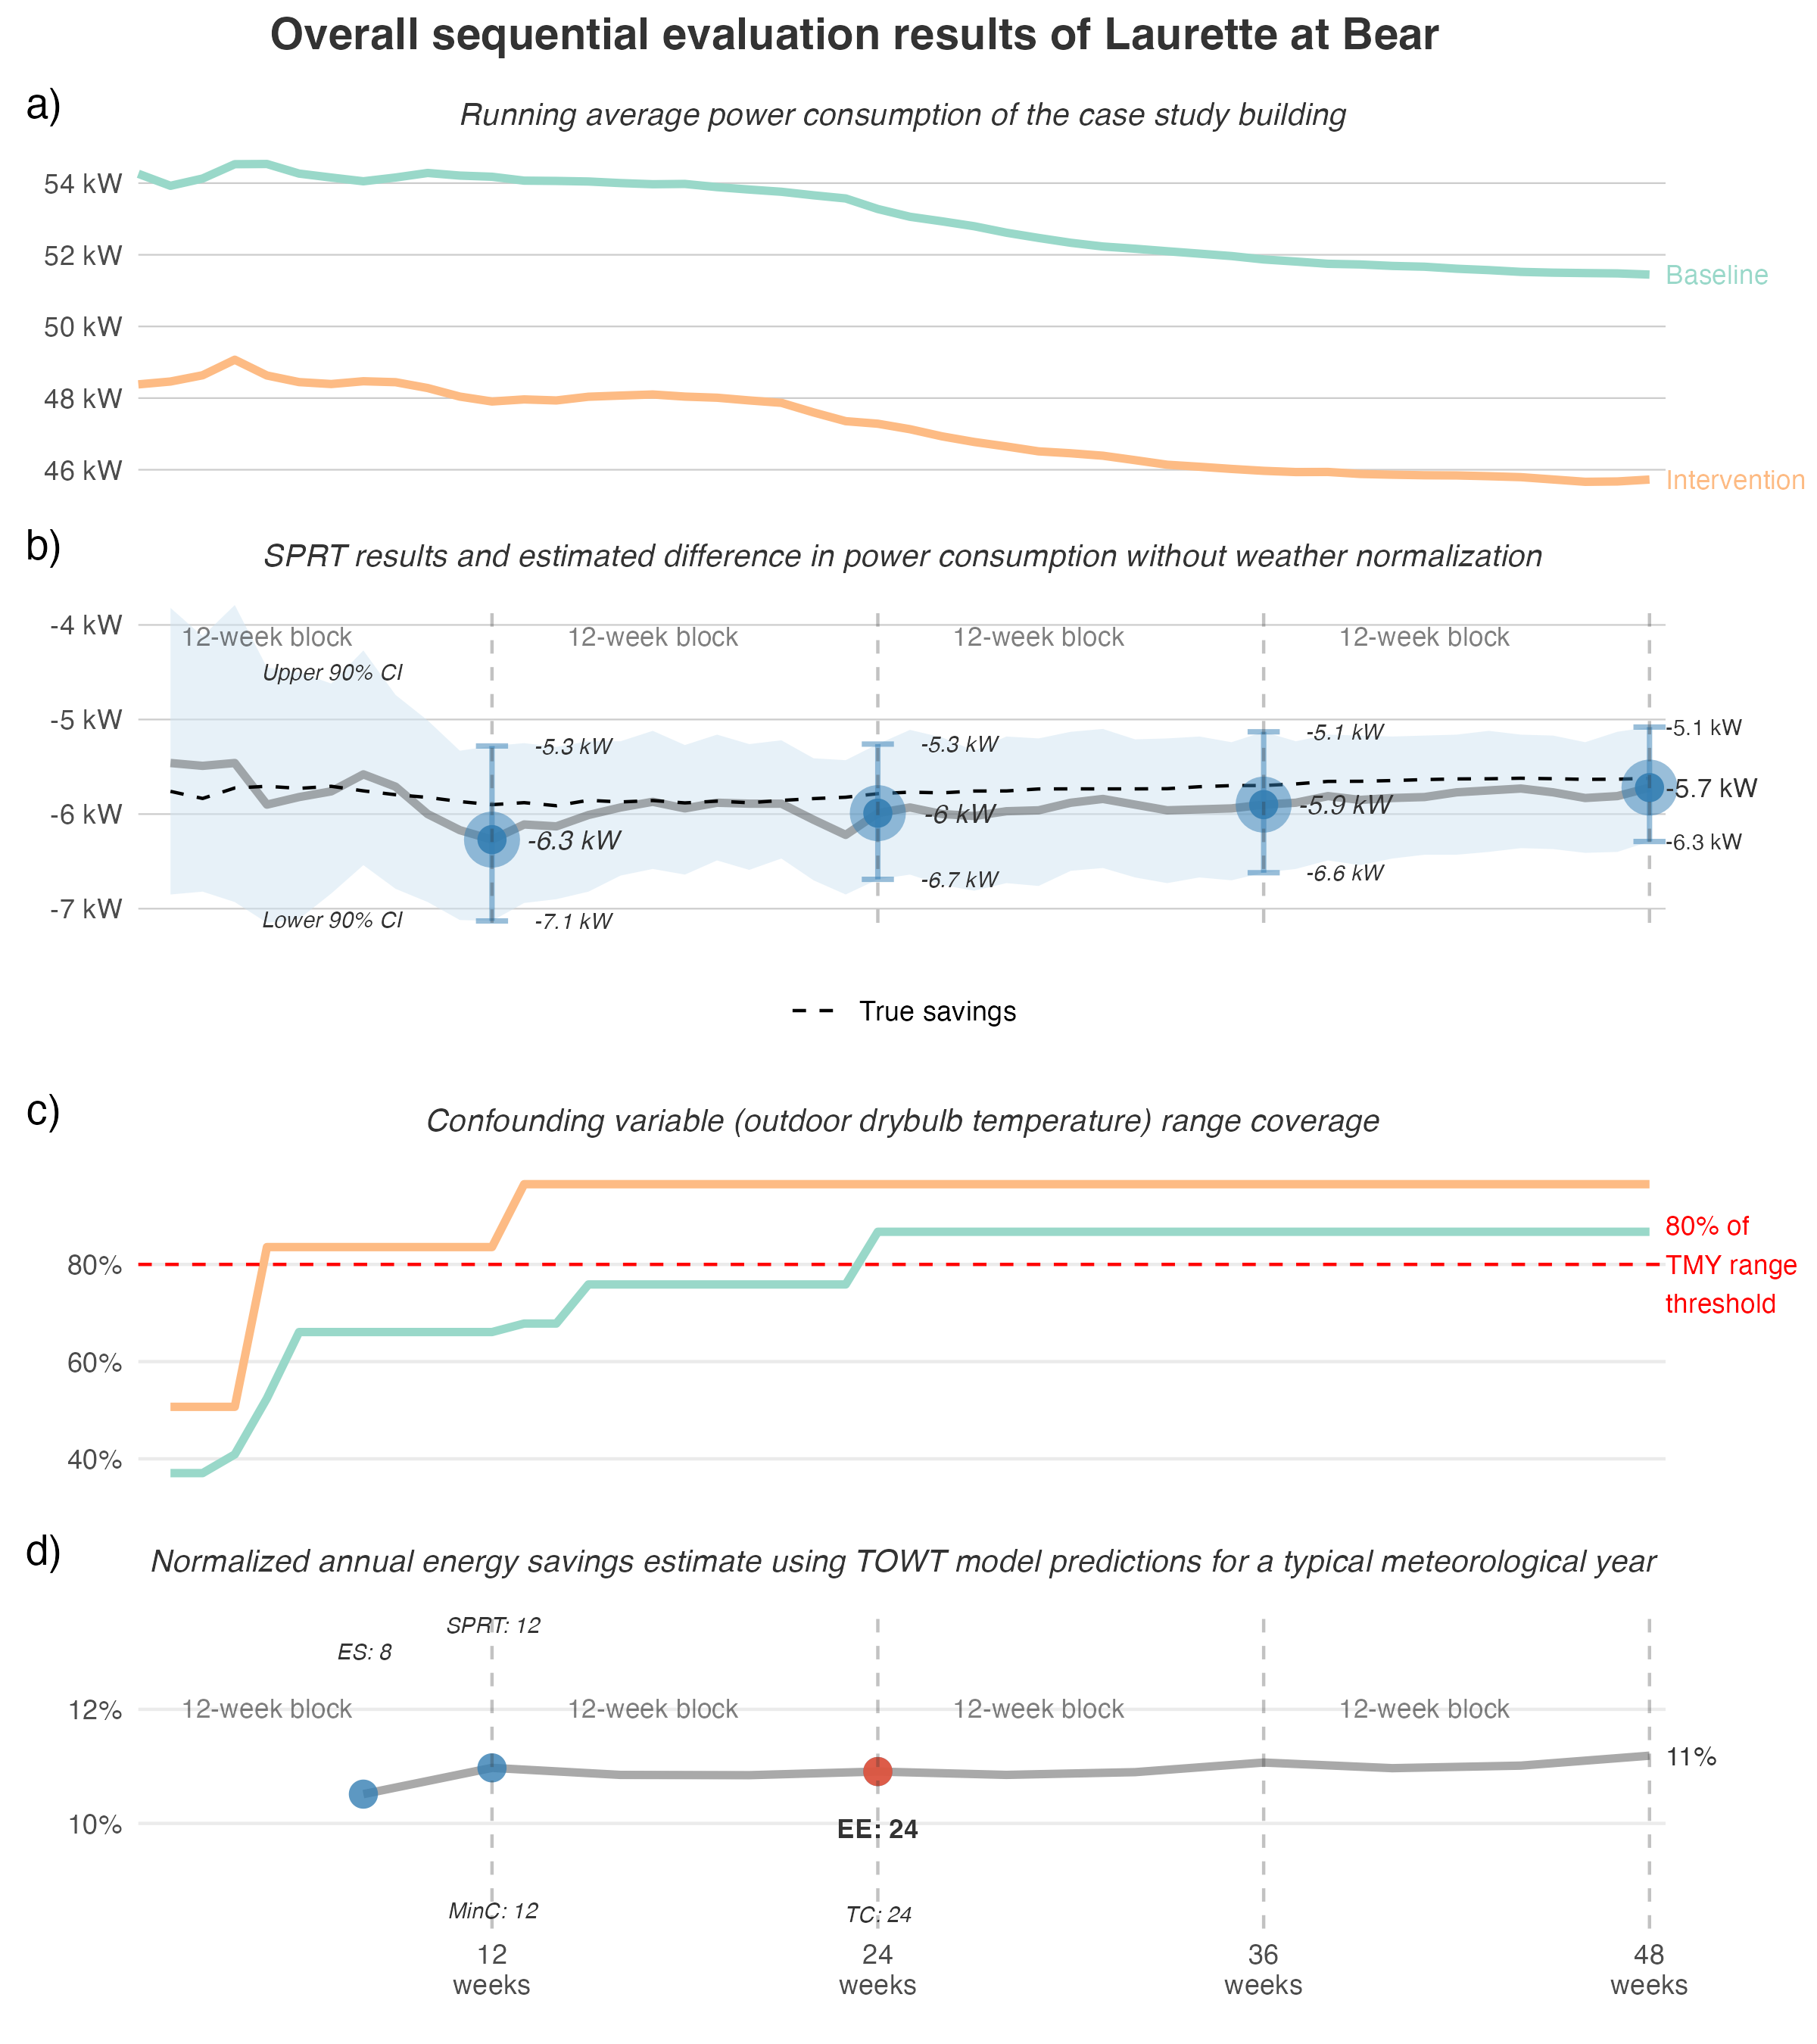 Overall sequential evaluation results of Laurette at Bear
a)
Running average power consumption of the case study building
54 kW
52 kW
50 kW
48 kW
46 kW
Baseline
Intervention
b)
SPRT results and estimated difference in power consumption without weather normalization
-4 kW
-5 kW
-6 kW
-7 kW
12-week block
12-week block
12-week block
12-week block
Upper 90% CI
Lower 90% CI
-5.3 kW
-6.3 kW
-7.1 kW
-5.3 kW
-6 kW
-6.7 kW
-5.1 kW
-5.9 kW
-6.6 kW
-5.1 kW
-5.7 kW
-6.3 kW
True savings
c)
Confounding variable (outdoor drybulb temperature) range coverage
80%
60%
40%
80% of
TMY range
threshold
d)
Normalized annual energy savings estimate using TOWT model predictions for a typical meteorological year
SPRT: 12
ES: 8
12%
10%
12-week block
12-week block
12-week block
12-week block
11%
EE: 24
MinC: 12
TC: 24
12
weeks
24
weeks
36
weeks
48
weeks